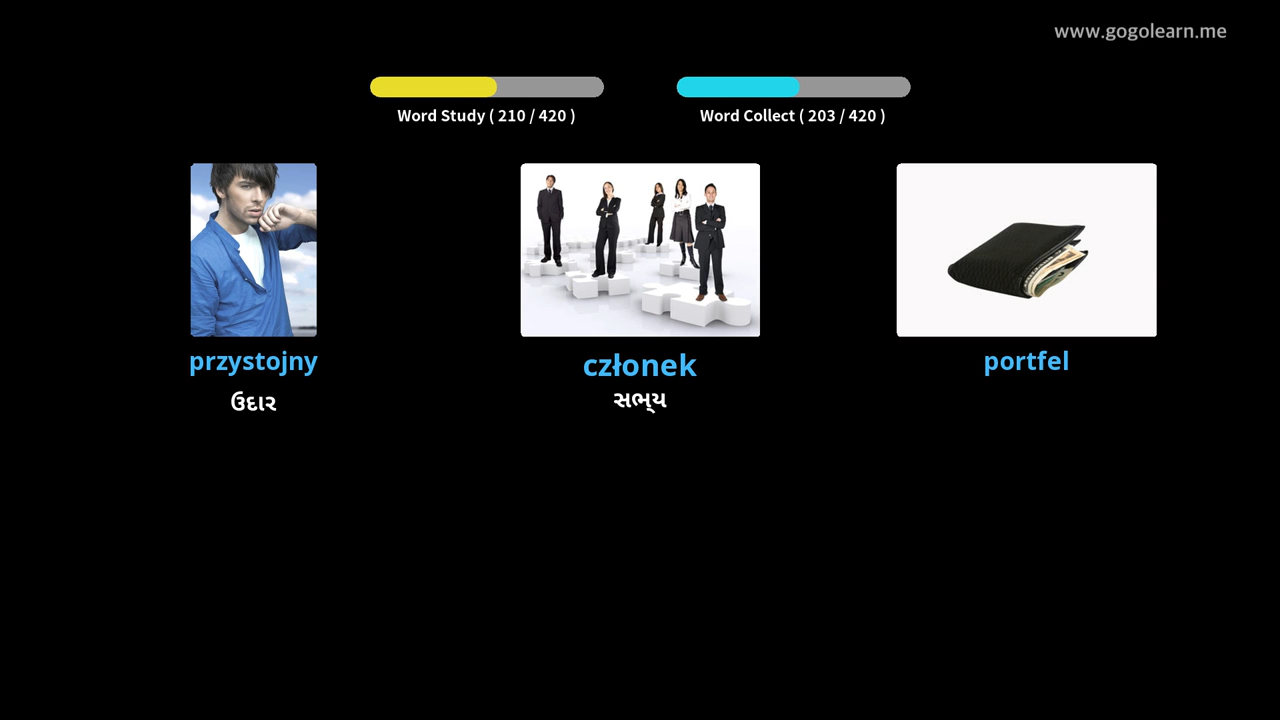 www.gogolearn.me
Word Study ( 210 / 420 )
Word Collect ( 203 / 420 )
przystojny
członek
portfel
ઉદાર
સભ્ય